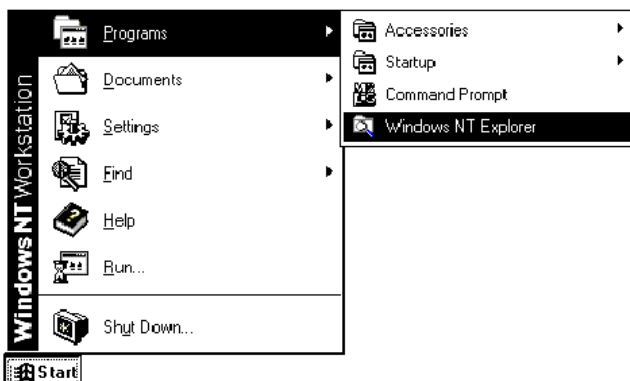 Windows NT Workstation
Programs
Documents
Settings
Find
Help
Run...
Shut Down...
Start
Accessories
Startup
Command Prompt
Windows NT Explorer